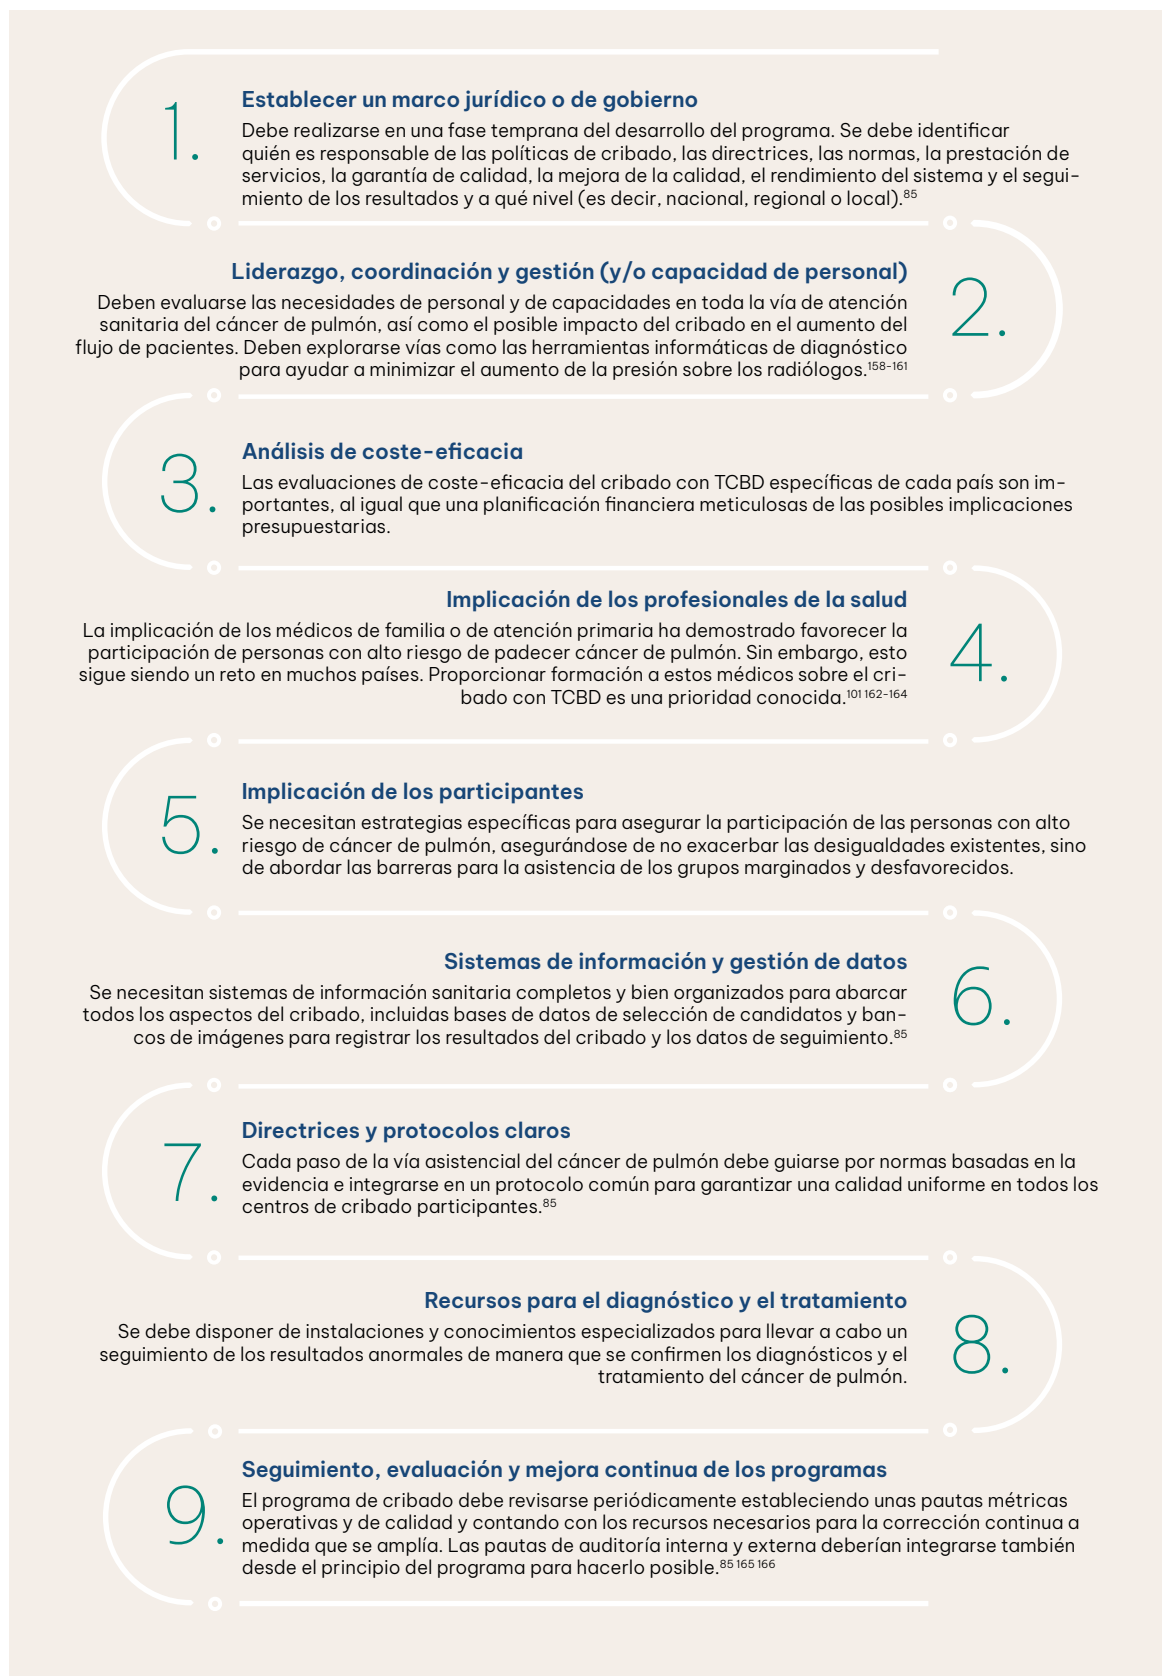 1.
Establecer un marco jurídico o de gobierno
Debe realizarse en una fase temprana del desarrollo del programa. Se debe identificar
quién es responsable de las políticas de cribado, las directrices, las normas, la prestación de
servicios, la garantía de calidad, la mejora de la calidad, el rendimiento del sistema y el segui-
miento de los resultados y a qué nivel (es decir, nacional, regional o local).85
2.
Liderazgo, coordinación y gestión (y/o capacidad de personal)
Deben evaluarse las necesidades de personal y de capacidades en toda la vía de atención
sanitaria del cáncer de pulmón, así como el posible impacto del cribado en el aumento del
flujo de pacientes. Deben explorarse vías como las herramientas informáticas de diagnóstico
para ayudar a minimizar el aumento de la presión sobre los radiólogos.158-161
3.
Análisis de coste-eficacia
Las evaluaciones de coste-eficacia del cribado con TCBD específicas de cada país son im-
portantes, al igual que una planificación financiera meticulosas de las posibles implicaciones
presupuestarias.
4.
Implicación de los profesionales de la salud
La implicación de los médicos de familia o de atención primaria ha demostrado favorecer la
participación de personas con alto riesgo de padecer cáncer de pulmón. Sin embargo, esto
sigue siendo un reto en muchos países. Proporcionar formación a estos médicos sobre el cri-
bado con TCBD es una prioridad conocida.101 162-164
5.
Implicación de los participantes
Se necesitan estrategias específicas para asegurar la participación de las personas con alto
riesgo de cáncer de pulmón, asegurándose de no exacerbar las desigualdades existentes, sino
de abordar las barreras para la asistencia de los grupos marginados y desfavorecidos.
6.
Sistemas de información y gestión de datos
Se necesitan sistemas de información sanitaria completos y bien organizados para abarcar
todos los aspectos del cribado, incluidas bases de datos de selección de candidatos y ban-
cos de imágenes para registrar los resultados del cribado y los datos de seguimiento.85
7.
Directrices y protocolos claros
Cada paso de la vía asistencial del cáncer de pulmón debe guiarse por normas basadas en la
evidencia e integrarse en un protocolo común para garantizar una calidad uniforme en todos los
centros de cribado participantes.85
8.
Recursos para el diagnóstico y el tratamiento
Se debe disponer de instalaciones y conocimientos especializados para llevar a cabo un
seguimiento de los resultados anormales de manera que se confirmen los diagnósticos y el
tratamiento del cáncer de pulmón.
9.
Seguimiento, evaluación y mejora continua de los programas
El programa de cribado debe revisarse periódicamente estableciendo unas pautas métricas
operativas y de calidad y contando con los recursos necesarios para la corrección continua a
medida que se amplía. Las pautas de auditoría interna y externa deberían integrarse también
desde el principio del programa para hacerlo posible.85 165 166